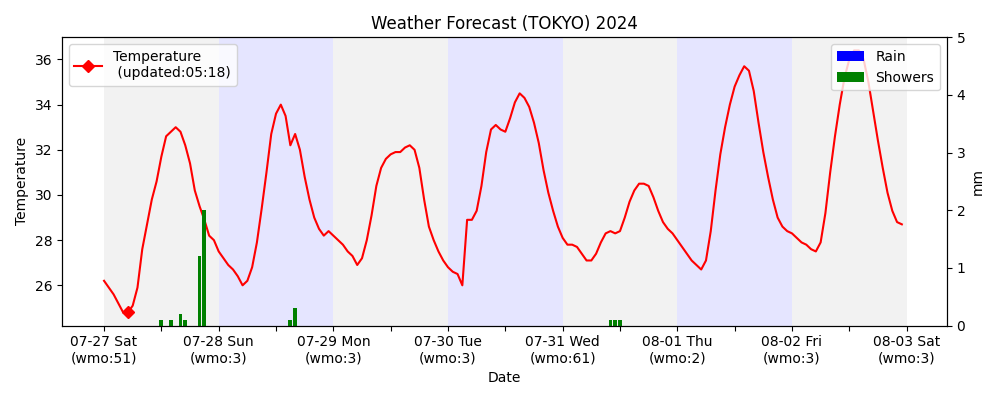 Weather Forecast (TOKYO) 2024
Temperature
(updated:05:18)
Rain
Showers
36
34
32
30
28
26
Temperature
5
4
3
2
1
0
mm
07-27 Sat
(wmo:51)
07-28 Sun
(wmo:3)
07-29 Mon
(wmo:3)
07-30 Tue
(wmo:3)
07-31 Wed
(wmo:61)
08-01 Thu
(wmo:2)
08-02 Fri
(wmo:3)
08-03 Sat
(wmo:3)
Date